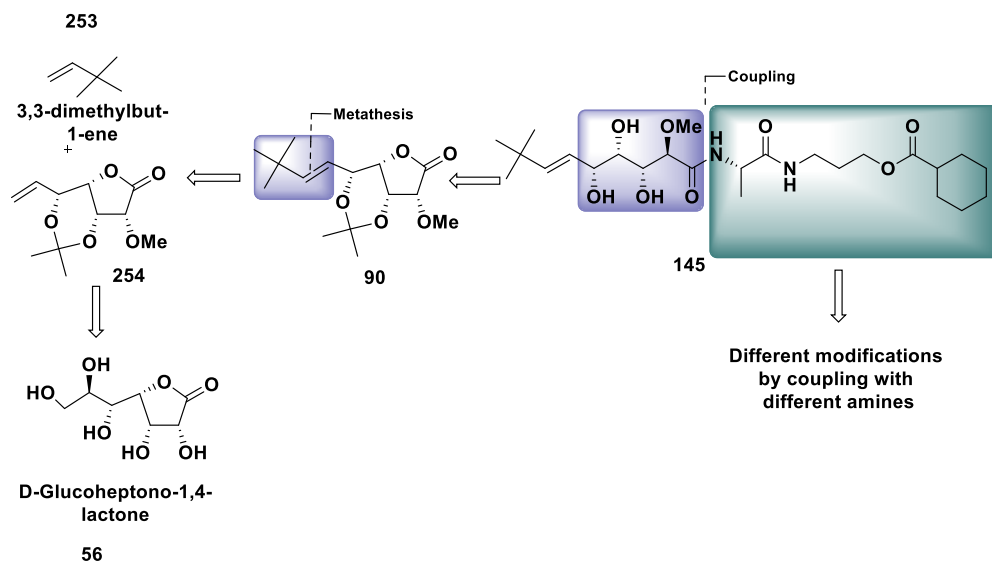 253
3,3-dimethylbut-
1-ene
+
O
O
O
O
OMe
254
Metathesis
O
O
O
O
OMe
90
Coupling
OH
OMe
H
N
O
O
N
H
O
OH
OH
O
145
Different modifications
by coupling with
different amines
OH
HO
O
O
HO
HO
OH
D-Glucoheptono-1,4-
lactone
56